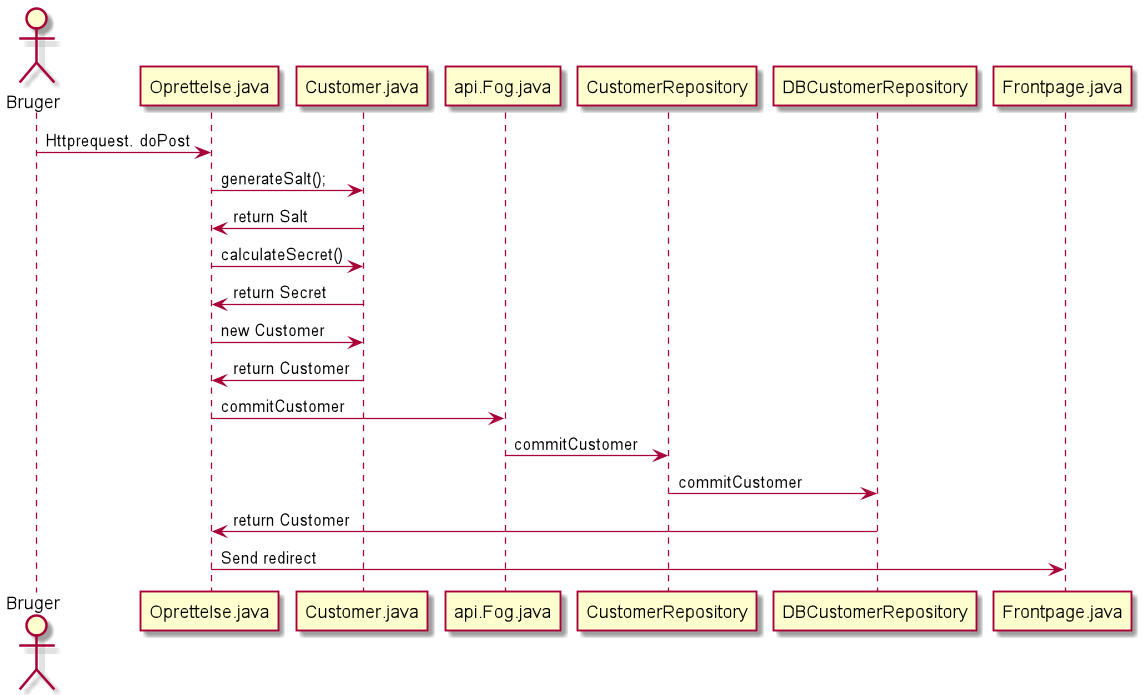 Bruger
Oprettelse.java
Customer.java
api.Fog.java
CustomerRepository
DBCustomerRepository
Frontpage.java
Httprequest. doPost
generateSalt();
return Salt
calculateSecret()
return Secret
new Customer
return Customer
commitCustomer
commitCustomer
commitCustomer
return Customer
Send redirect
Bruger
Oprettelse.java
Customer.java
api.Fog.java
CustomerRepository
DBCustomerRepository
Frontpage.java